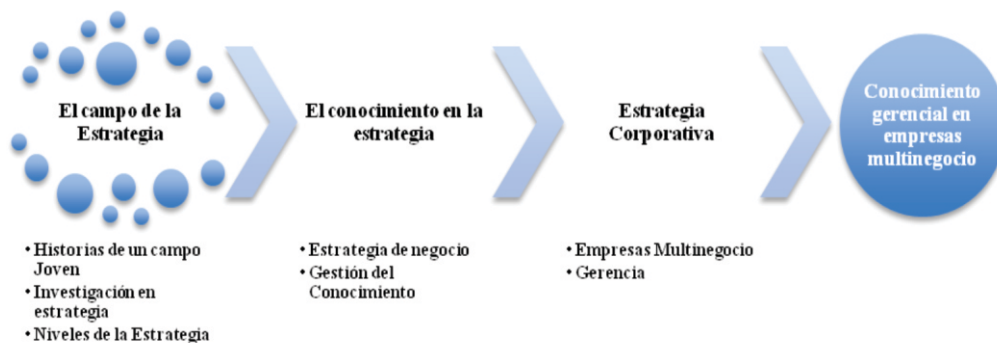 El campo de la
Estrategia
El conocimiento en la
estrategia
Estrategia
Corporativa
Conocimiento
gerencial en
empresas
multinegocio
• Historias de un campo
Joven
• Investigación en
estrategia
• Niveles de la Estrategia
• Estrategia de negocio
• Gestión del
Conocimiento
• Empresas Multinegocio
• Gerencia